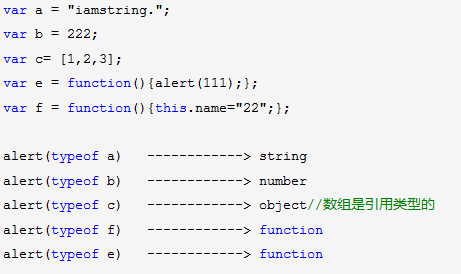 var a = "iamstring.";
var b = 222;
var c= [1,2,3];
var e = function(){alert(111);};
var f = function(){this.name="22";};
alert(typeof a)   ------------> string
alert(typeof b)   ------------> number
alert(typeof c)   ------------> object//数组是引用类型的
alert(typeof f)   ------------> function
alert(typeof e)   ------------> function